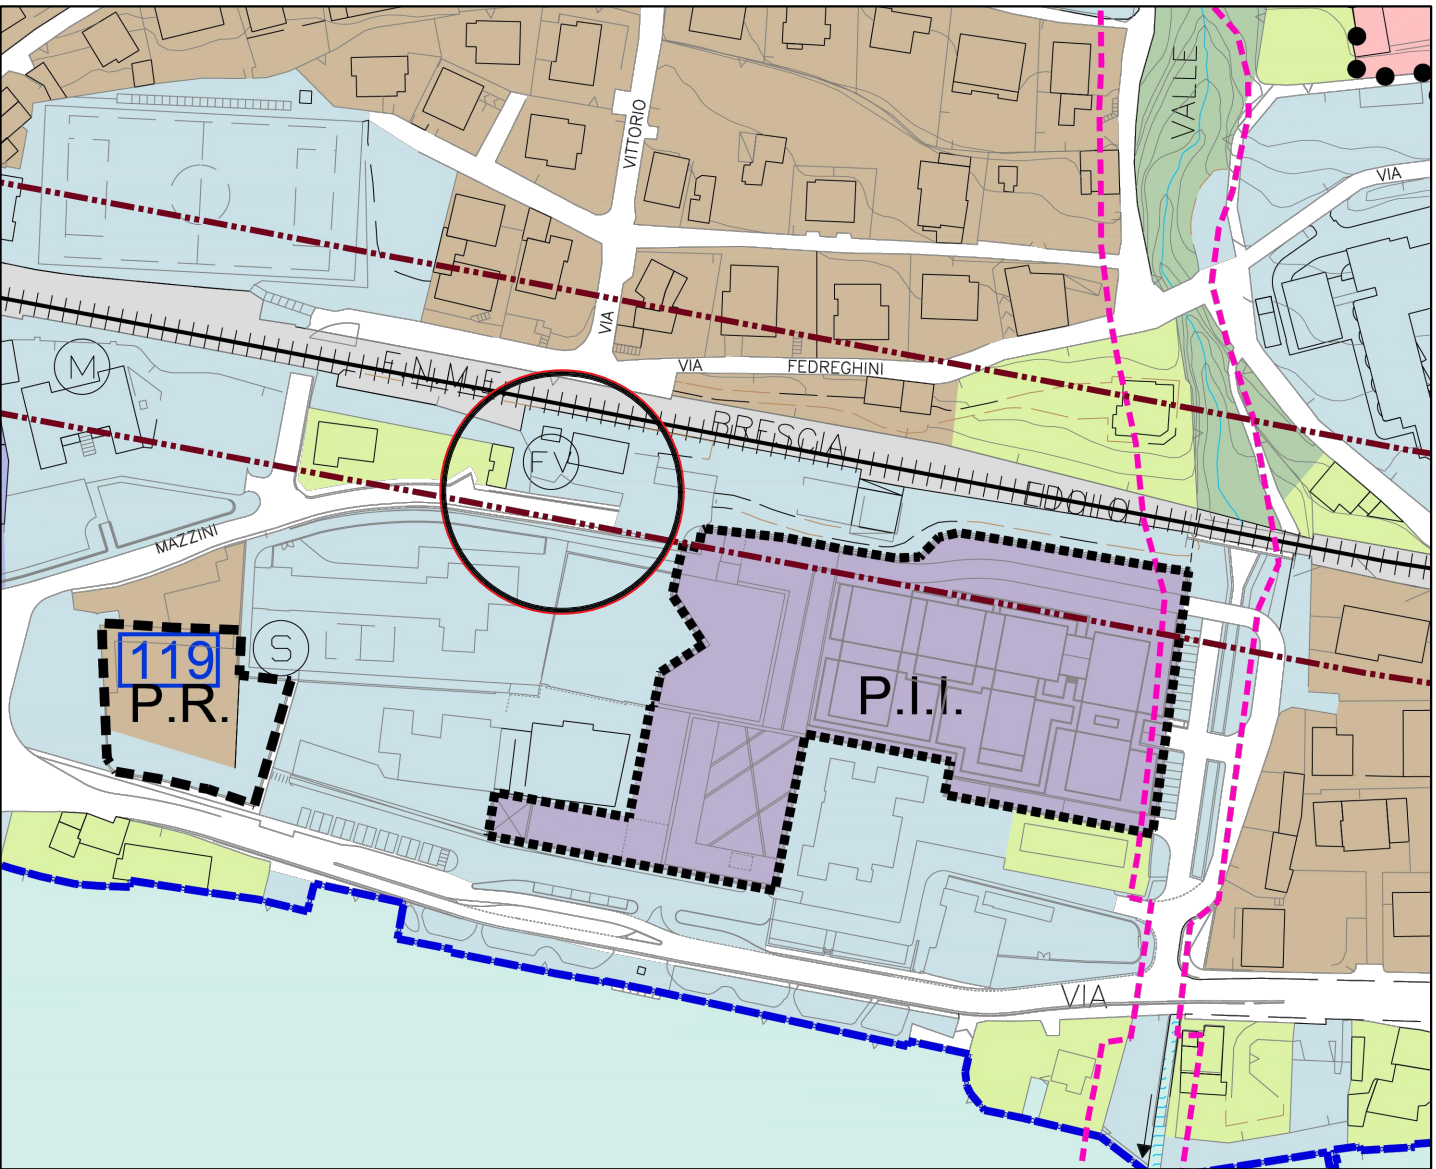 VALLE
VITTORIO
VIA
VIA
VIA
FEDREGHINI
M
F.N.M.E.
BRESCIA
FV
EDOLO
MAZZINI
S
119
P.R.
P.I.I.
VIA